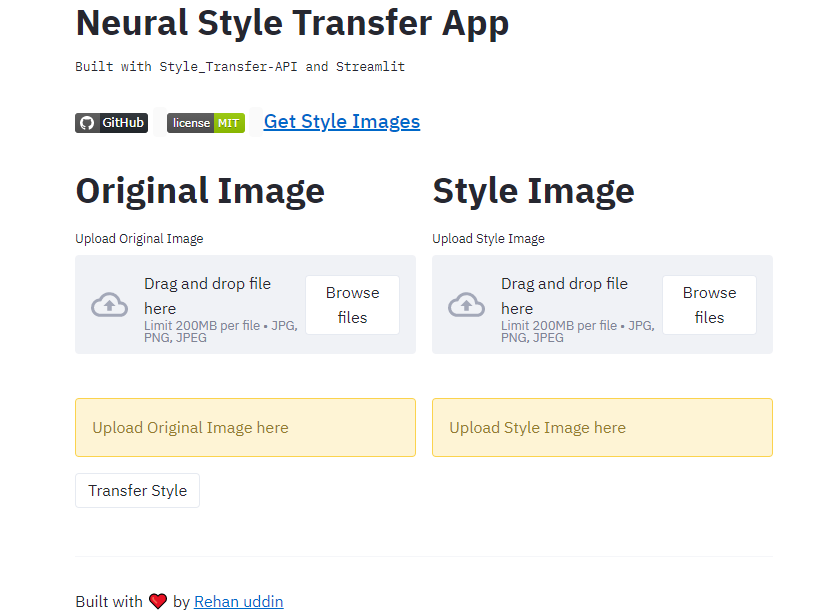 Neural Style Transfer App
Built with Style_Transfer-API and Streamlit
GitHub license MIT Get Style Images
Original Image
Upload Original Image
Drag and drop file
here
Limit 200MB per file • JPG,
PNG, JPEG
Browse
files
Upload Original Image here
Style Image
Upload Style Image
Drag and drop file
here
Limit 200MB per file • JPG,
PNG, JPEG
Browse
files
Upload Style Image here
Transfer Style
Built with ❤️ by Rehan uddin